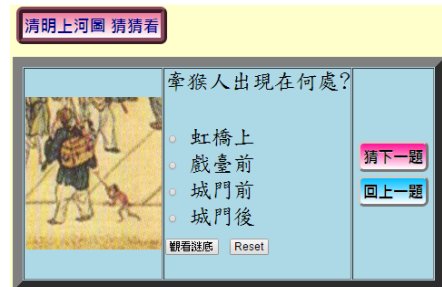 清明上河圖 猜猜看
牽猴人出現在何處?
虹橋上
戲臺前
城門前
城門後
觀看謎底 Reset
猜下一題
回上一題